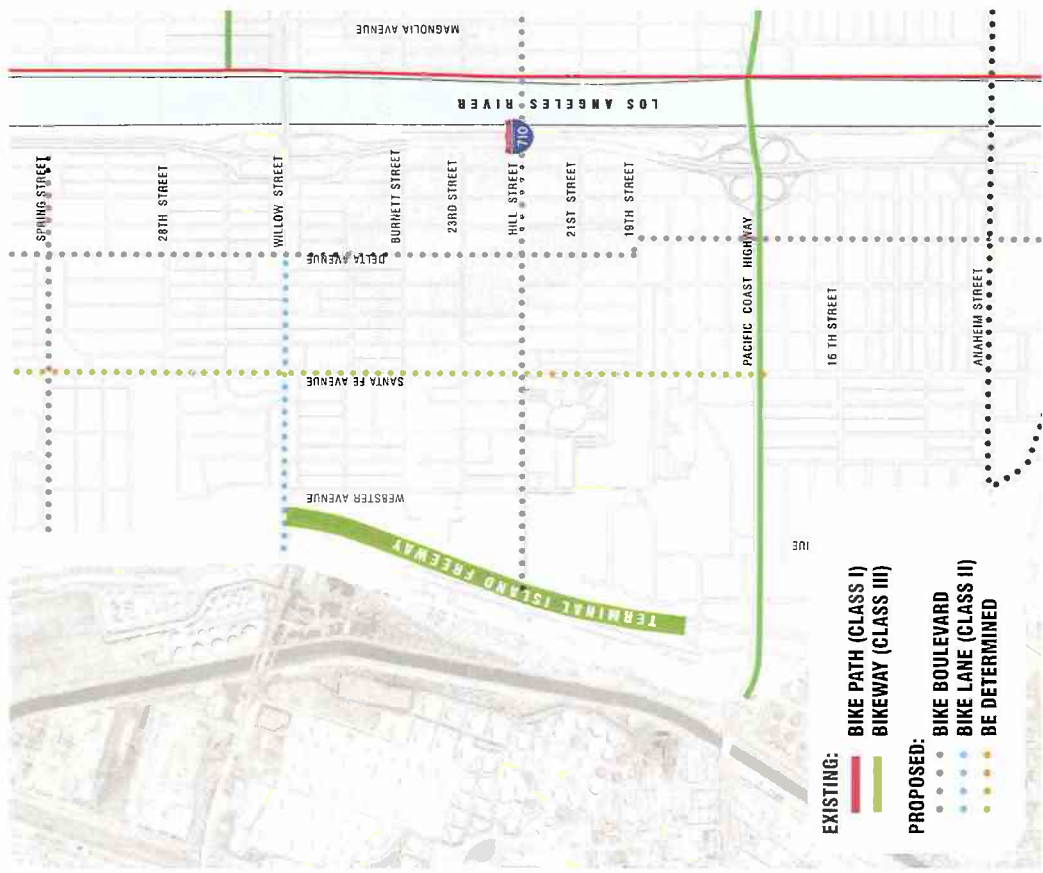 MAGNOLIA AVENUE
LOS ANGELES RIVER
710
SPRING STREET
28TH STREET
WILLOW STREET
BURNETT STREET
23RD STREET
HILL STREET
21ST STREET
19TH STREET
PACIFIC COAST HIGHWAY
16 TH STREET
ANAHEIM STREET
DELTA AVENUE
SANTA FE AVENUE
WEBSTER AVENUE
TERMINAL ISLAND FREEWAY
IUE
EXISTING:
BIKE PATH (CLASS I)
BIKEWAY (CLASS III)
PROPOSED:
BIKE BOULEVARD
BIKE LANE (CLASS II)
BE DETERMINED